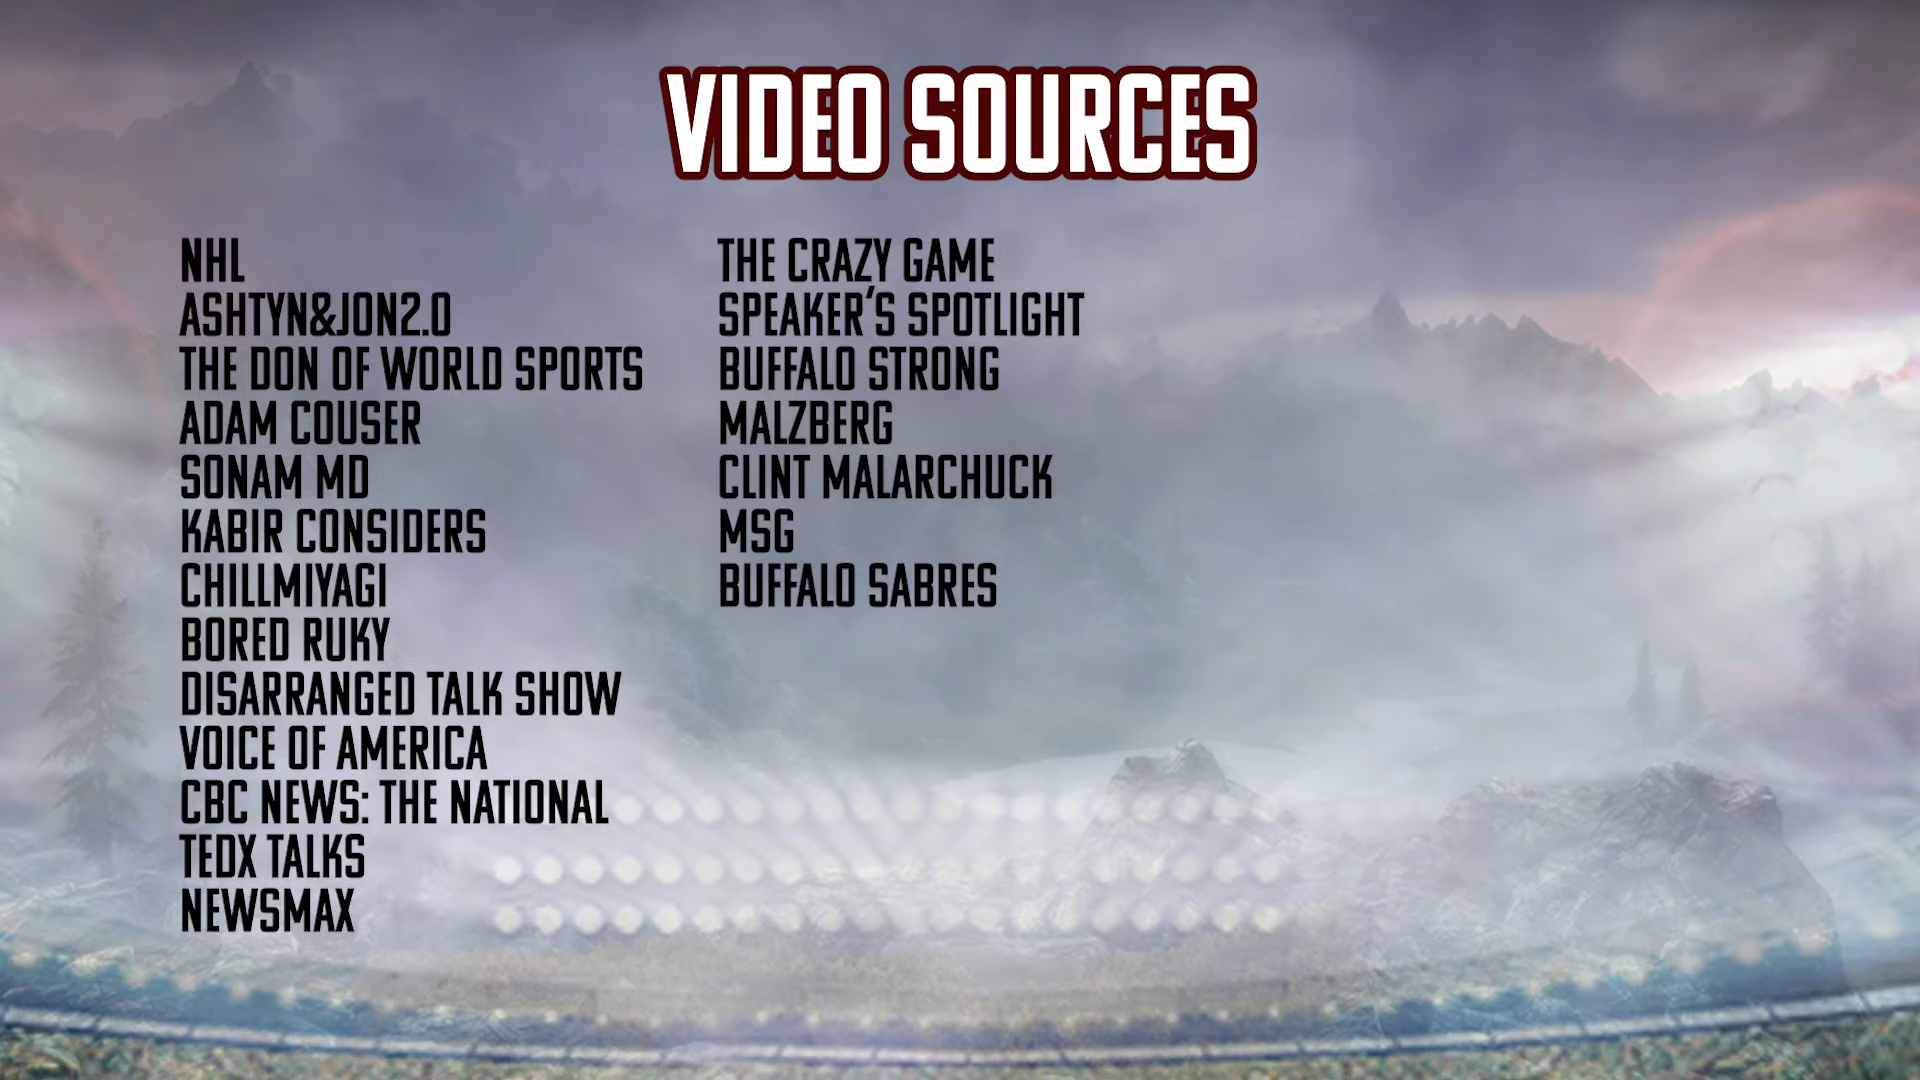 VIDEO SOURCES
NHL
ASHTYN&JON2.0
THE DON OF WORLD SPORTS
ADAM COUSER
SONAM MD
KABIR CONSIDERS
CHILLMIYAGI
BORED RUKY
DISARRANGED TALK SHOW
VOICE OF AMERICA
CBC NEWS: THE NATIONAL
TEDX TALKS
NEWSMAX
THE CRAZY GAME
SPEAKER'S SPOTLIGHT
BUFFALO STRONG
MALZBERG
CLINT MALARCHUCK
MSG
BUFFALO SABRES